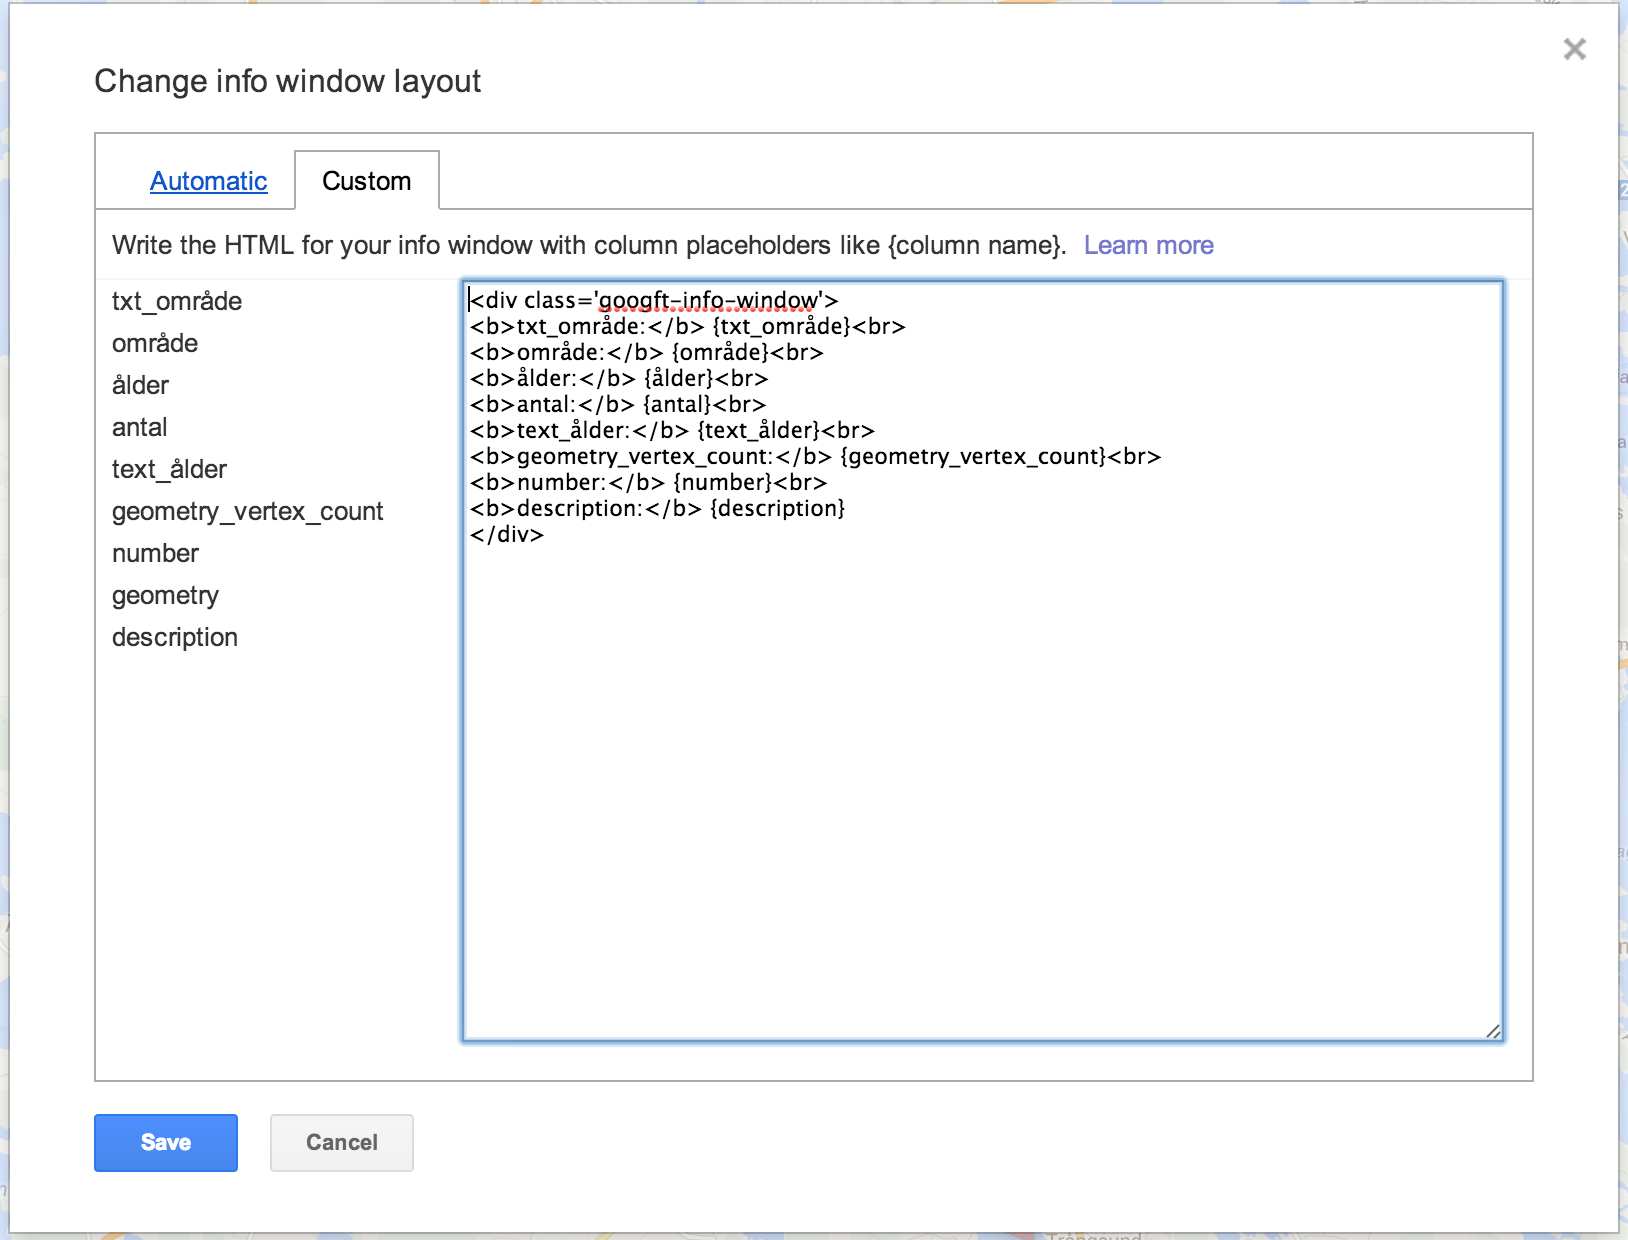 Change info window layout
Automatic
Custom
Write the HTML for your info window with column placeholders like {column name}. Learn more
txt_område
område
ålder
antal
text_ålder
geometry_vertex_count
number
geometry
description
<div class='googft-info-window'>
<b>txt_område:</b> {txt_område}<br>
<b>område:</b> {område}<br>
<b>ålder:</b> {ålder}<br>
<b>antal:</b> {antal}<br>
<b>text_ålder:</b> {text_ålder}<br>
<b>geometry_vertex_count:</b> {geometry_vertex_count}<br>
<b>number:</b> {number}<br>
<b>description:</b> {description}
</div>
Save
Cancel
Trångsund